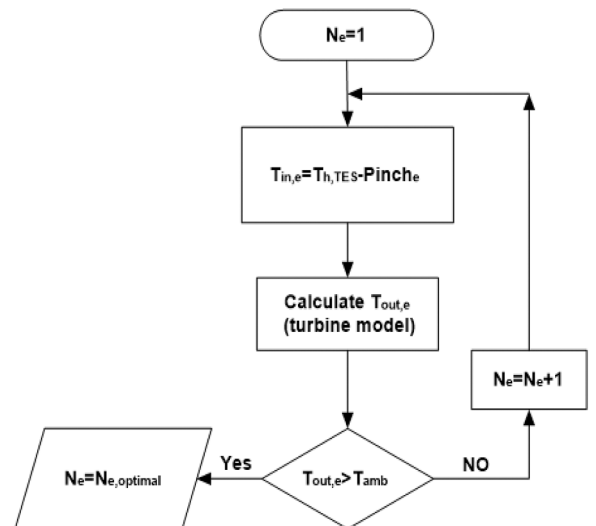 Ne=1
Tin,e=Th,TES-Pinche
Calculate Tout,e
(turbine model)
Ne=Ne+1
Tout,e>Tamb
Yes
NO
Ne=Ne,optimal